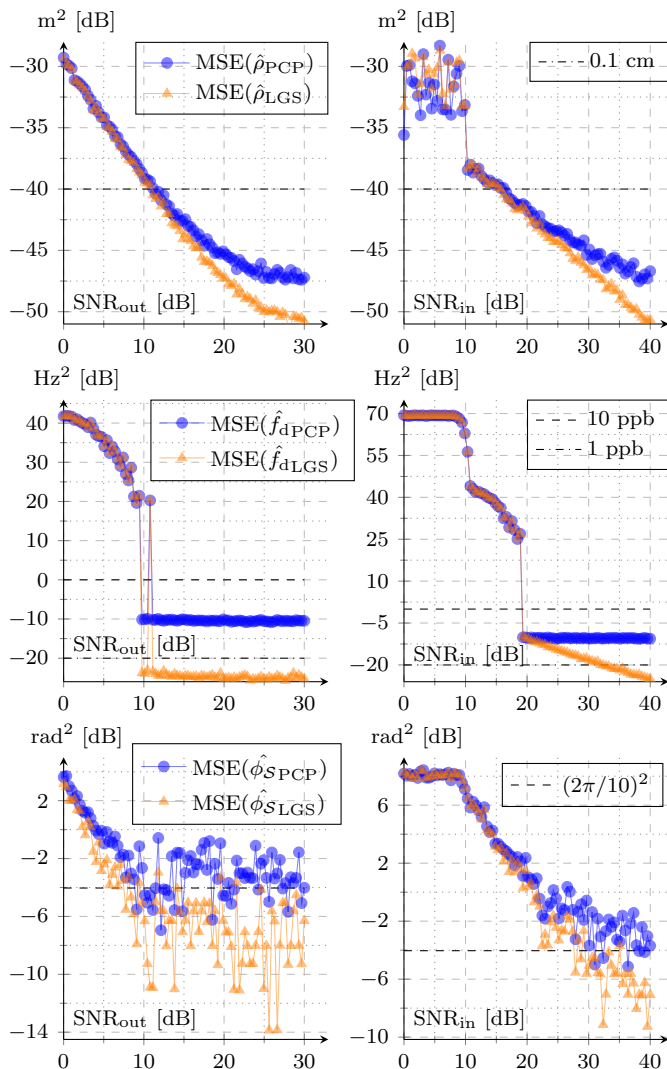 m² [dB]
MSE(ρ̂PCP)
MSE(ρ̂LGS)
−30
−35
−40
−45
−50
SNRout [dB]
0 10 20 30
m² [dB]
0.1 cm
−30
−35
−40
−45
−50
SNRin [dB]
0 10 20 30 40
Hz² [dB]
MSE(f̂dPCP)
MSE(f̂dLGS)
40
30
20
10
0
−10
−20
SNRout [dB]
0 10 20 30
Hz² [dB]
10 ppb
1 ppb
70
55
40
25
10
−5
−20
SNRin [dB]
0 10 20 30 40
rad² [dB]
MSE(ϕ̂𝒮PCP)
MSE(ϕ̂𝒮LGS)
2
−2
−6
−10
−14
SNRout [dB]
0 10 20 30
rad² [dB]
(2π/10)²
6
2
−2
−6
−10
SNRin [dB]
0 10 20 30 40